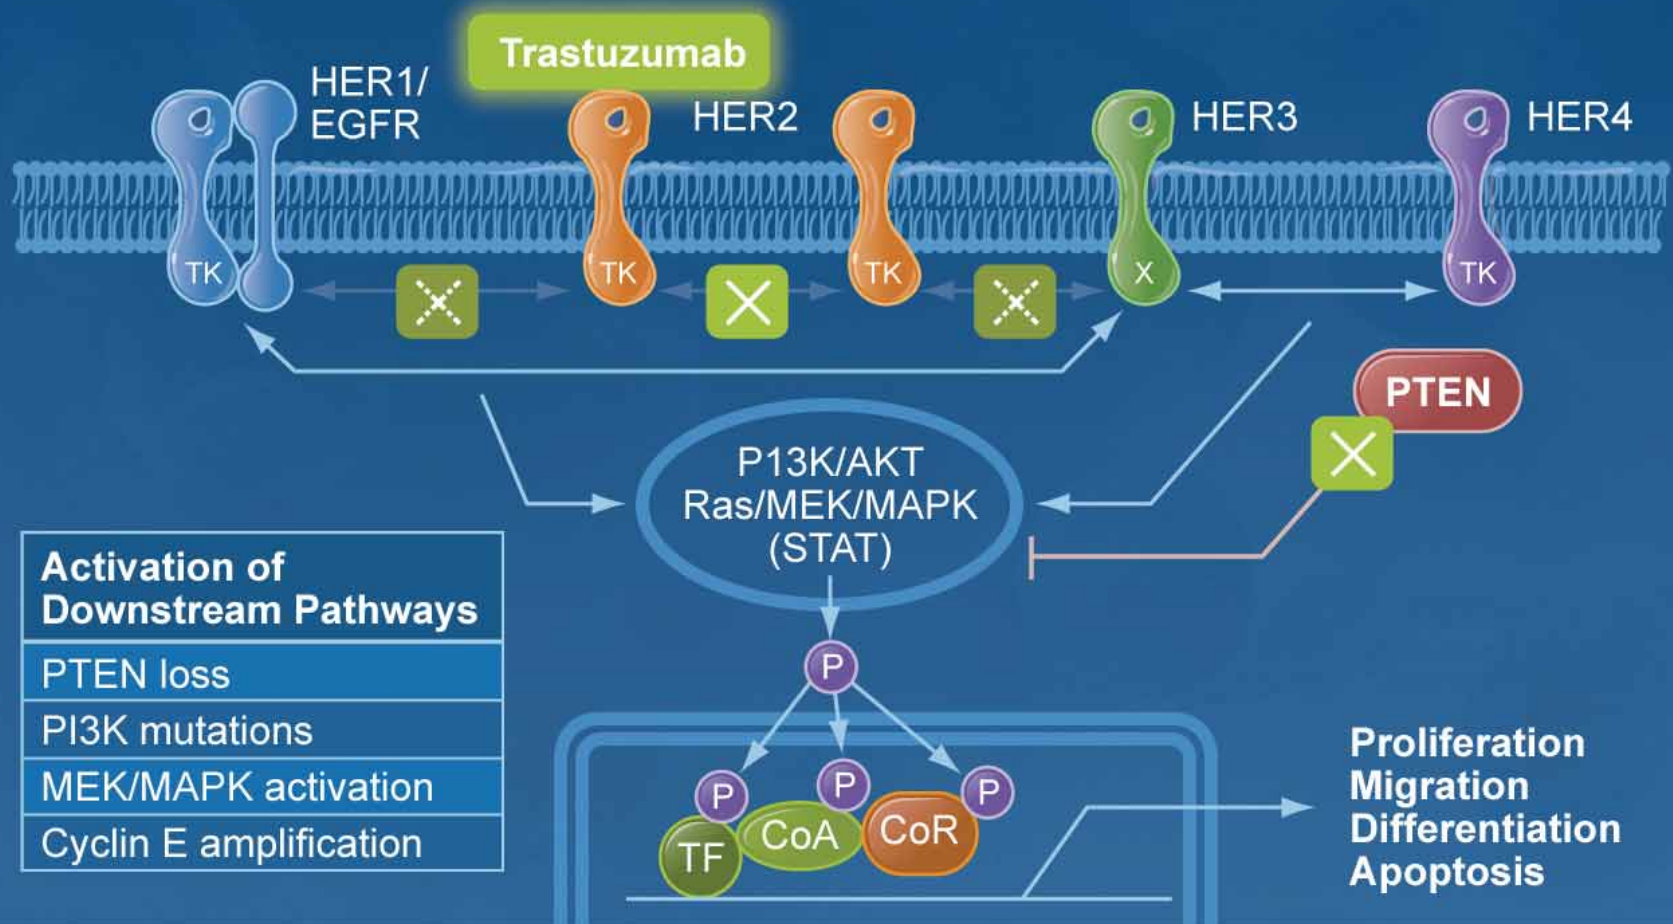 Trastuzumab
HER1/
EGFR
HER2
HER3
HER4
TK
TK
TK
X
TK
PTEN
P13K/AKT
Ras/MEK/MAPK
(STAT)
Activation of
Downstream Pathways
PTEN loss
PI3K mutations
MEK/MAPK activation
Cyclin E amplification
P
P
P
P
TF
CoA
CoR
Proliferation
Migration
Differentiation
Apoptosis